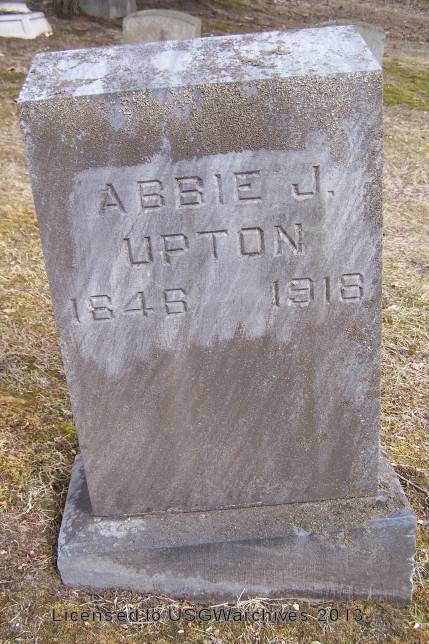 ABBIE J.
UPTON
1846 1918
Licensed to USGWarchives 2013